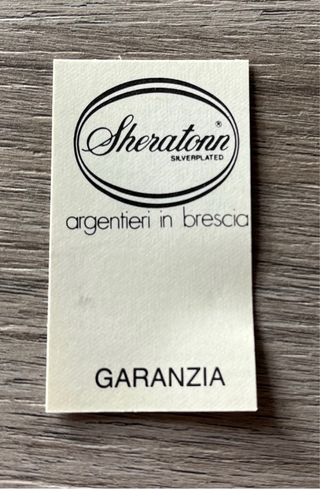 Sheratonn®
SILVERPLATED
argentieri in brescia
GARANZIA